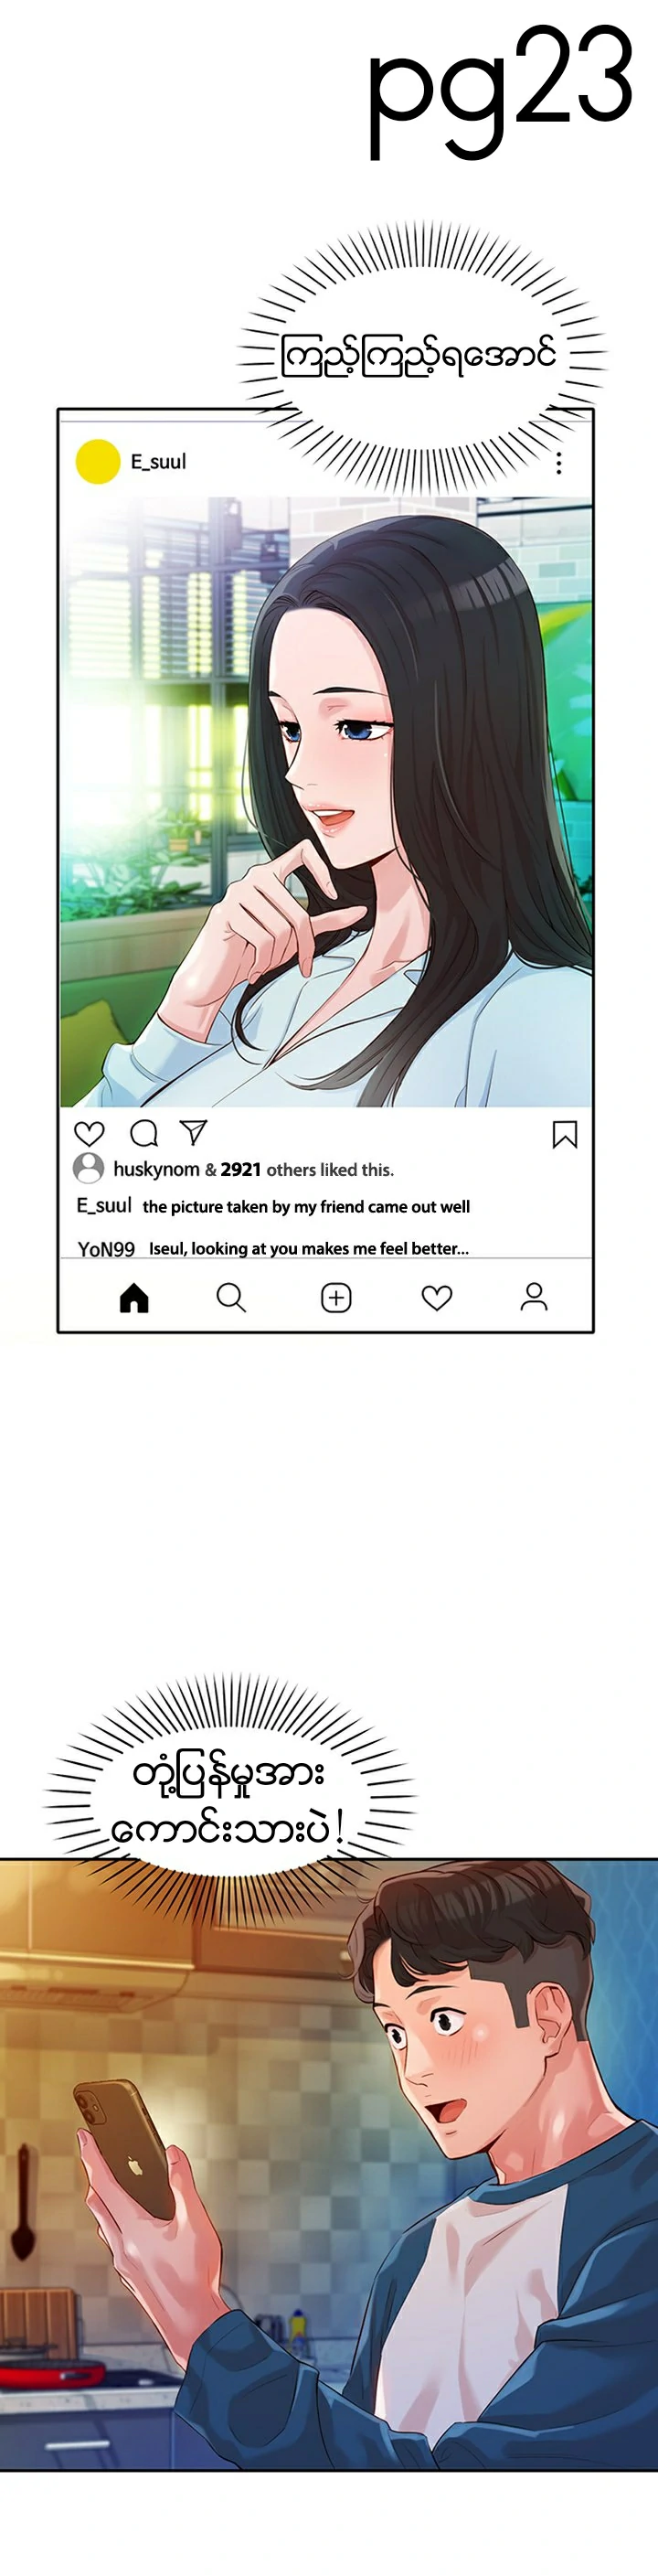 pg23
ကြည့်ကြည့်ရအောင်
E_suul
huskynom & 2921 others liked this.
E_suul the picture taken by my friend came out well
YoN99 Iseul, looking at you makes me feel better...
တုံ့ပြန်မှုအား
ကောင်းသားပဲ!